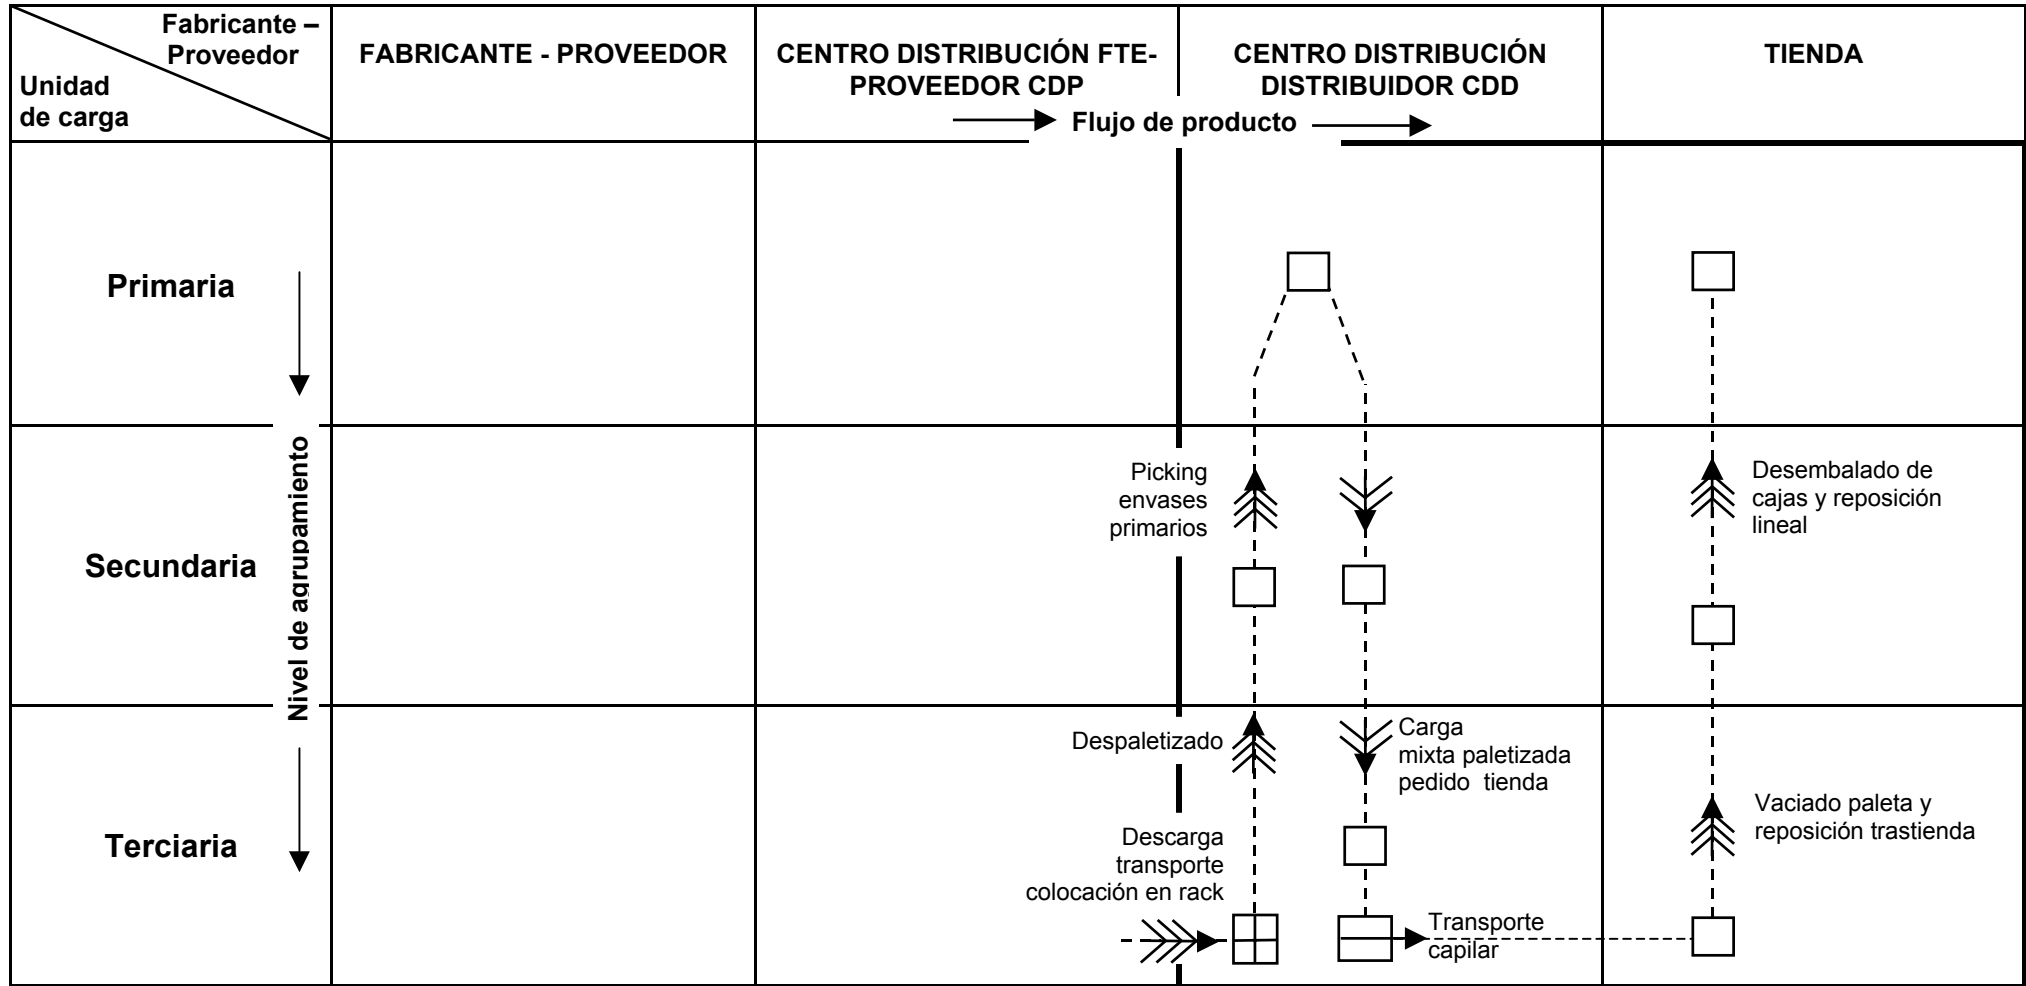 Fabricante –
Proveedor
Unidad
de carga
FABRICANTE - PROVEEDOR
CENTRO DISTRIBUCIÓN FTE-
PROVEEDOR CDP
CENTRO DISTRIBUCIÓN
DISTRIBUIDOR CDD
TIENDA
Flujo de producto
Primaria
Nivel de agrupamiento
Secundaria
Picking
envases
primarios
Desembalado de
cajas y reposición
lineal
Terciaria
Despaletizado
Carga
mixta paletizada
pedido tienda
Descarga
transporte
colocación en rack
Vaciado paleta y
reposición trastienda
Transporte
capilar